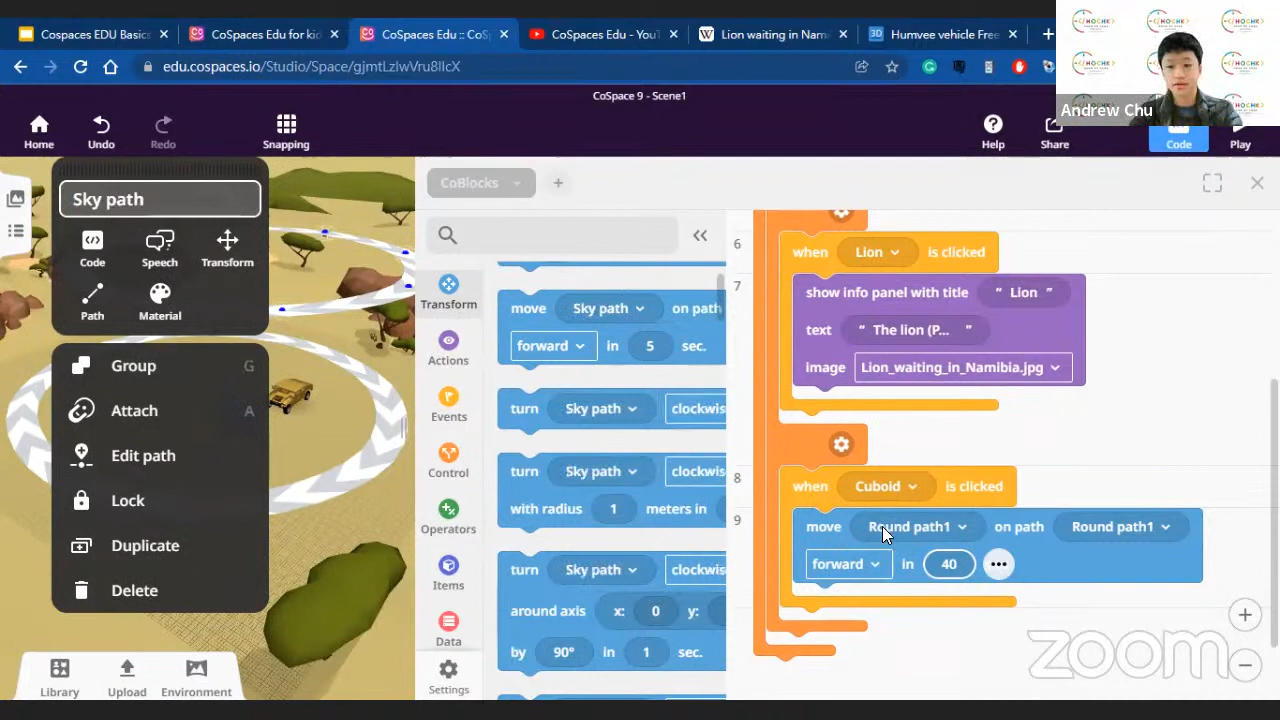 Cospaces EDU Basics
CoSpaces Edu for kid
CoSpaces Edu :: CoS
CoSpaces Edu - YouT
Lion waiting in Nam
Humvee vehicle Free
edu.cospaces.io/Studio/Space/gjmtLzlwVru8lIcX
HOCHK
Andrew Chu
CoSpace 9 - Scene1
Home
Undo
Redo
Snapping
Help
Share
Code
Play
Sky path
Code
Speech
Transform
Path
Material
Group G
Attach A
Edit path
Lock
Duplicate
Delete
Library
Upload
Environment
CoBlocks
Transform
Actions
Events
Control
Operators
Items
Data
Settings
move Sky path on path
forward in 5 sec.
turn Sky path clockwis
turn Sky path clockwis
with radius 1 meters in
turn Sky path clockwis
around axis x: 0 y:
by 90° in 1 sec.
6
when Lion is clicked
7
show info panel with title “ Lion ”
text “ The lion (P... ”
image Lion_waiting_in_Namibia.jpg
8
when Cuboid is clicked
9
move Round path1 on path Round path1
forward in 40
zoom